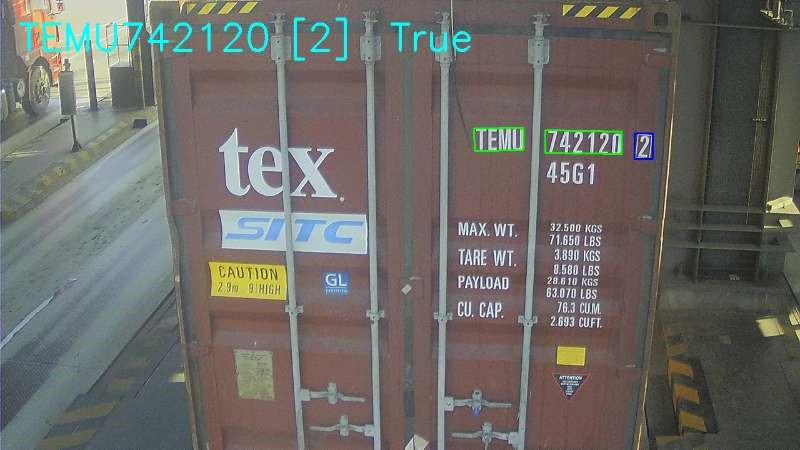 TEMU742120 [2] True
TEMU 742120 2
45G1
tex.
SITC
CAUTION
2.9m 9'HIGH
GL
MAX. WT. 32.500 KGS
71.650 LBS
TARE WT. 3.890 KGS
8.580 LBS
PAYLOAD 28.610 KGS
63.070 LBS
CU. CAP. 76.3 CU.M.
2.693 CU.FT.
ATTENTION